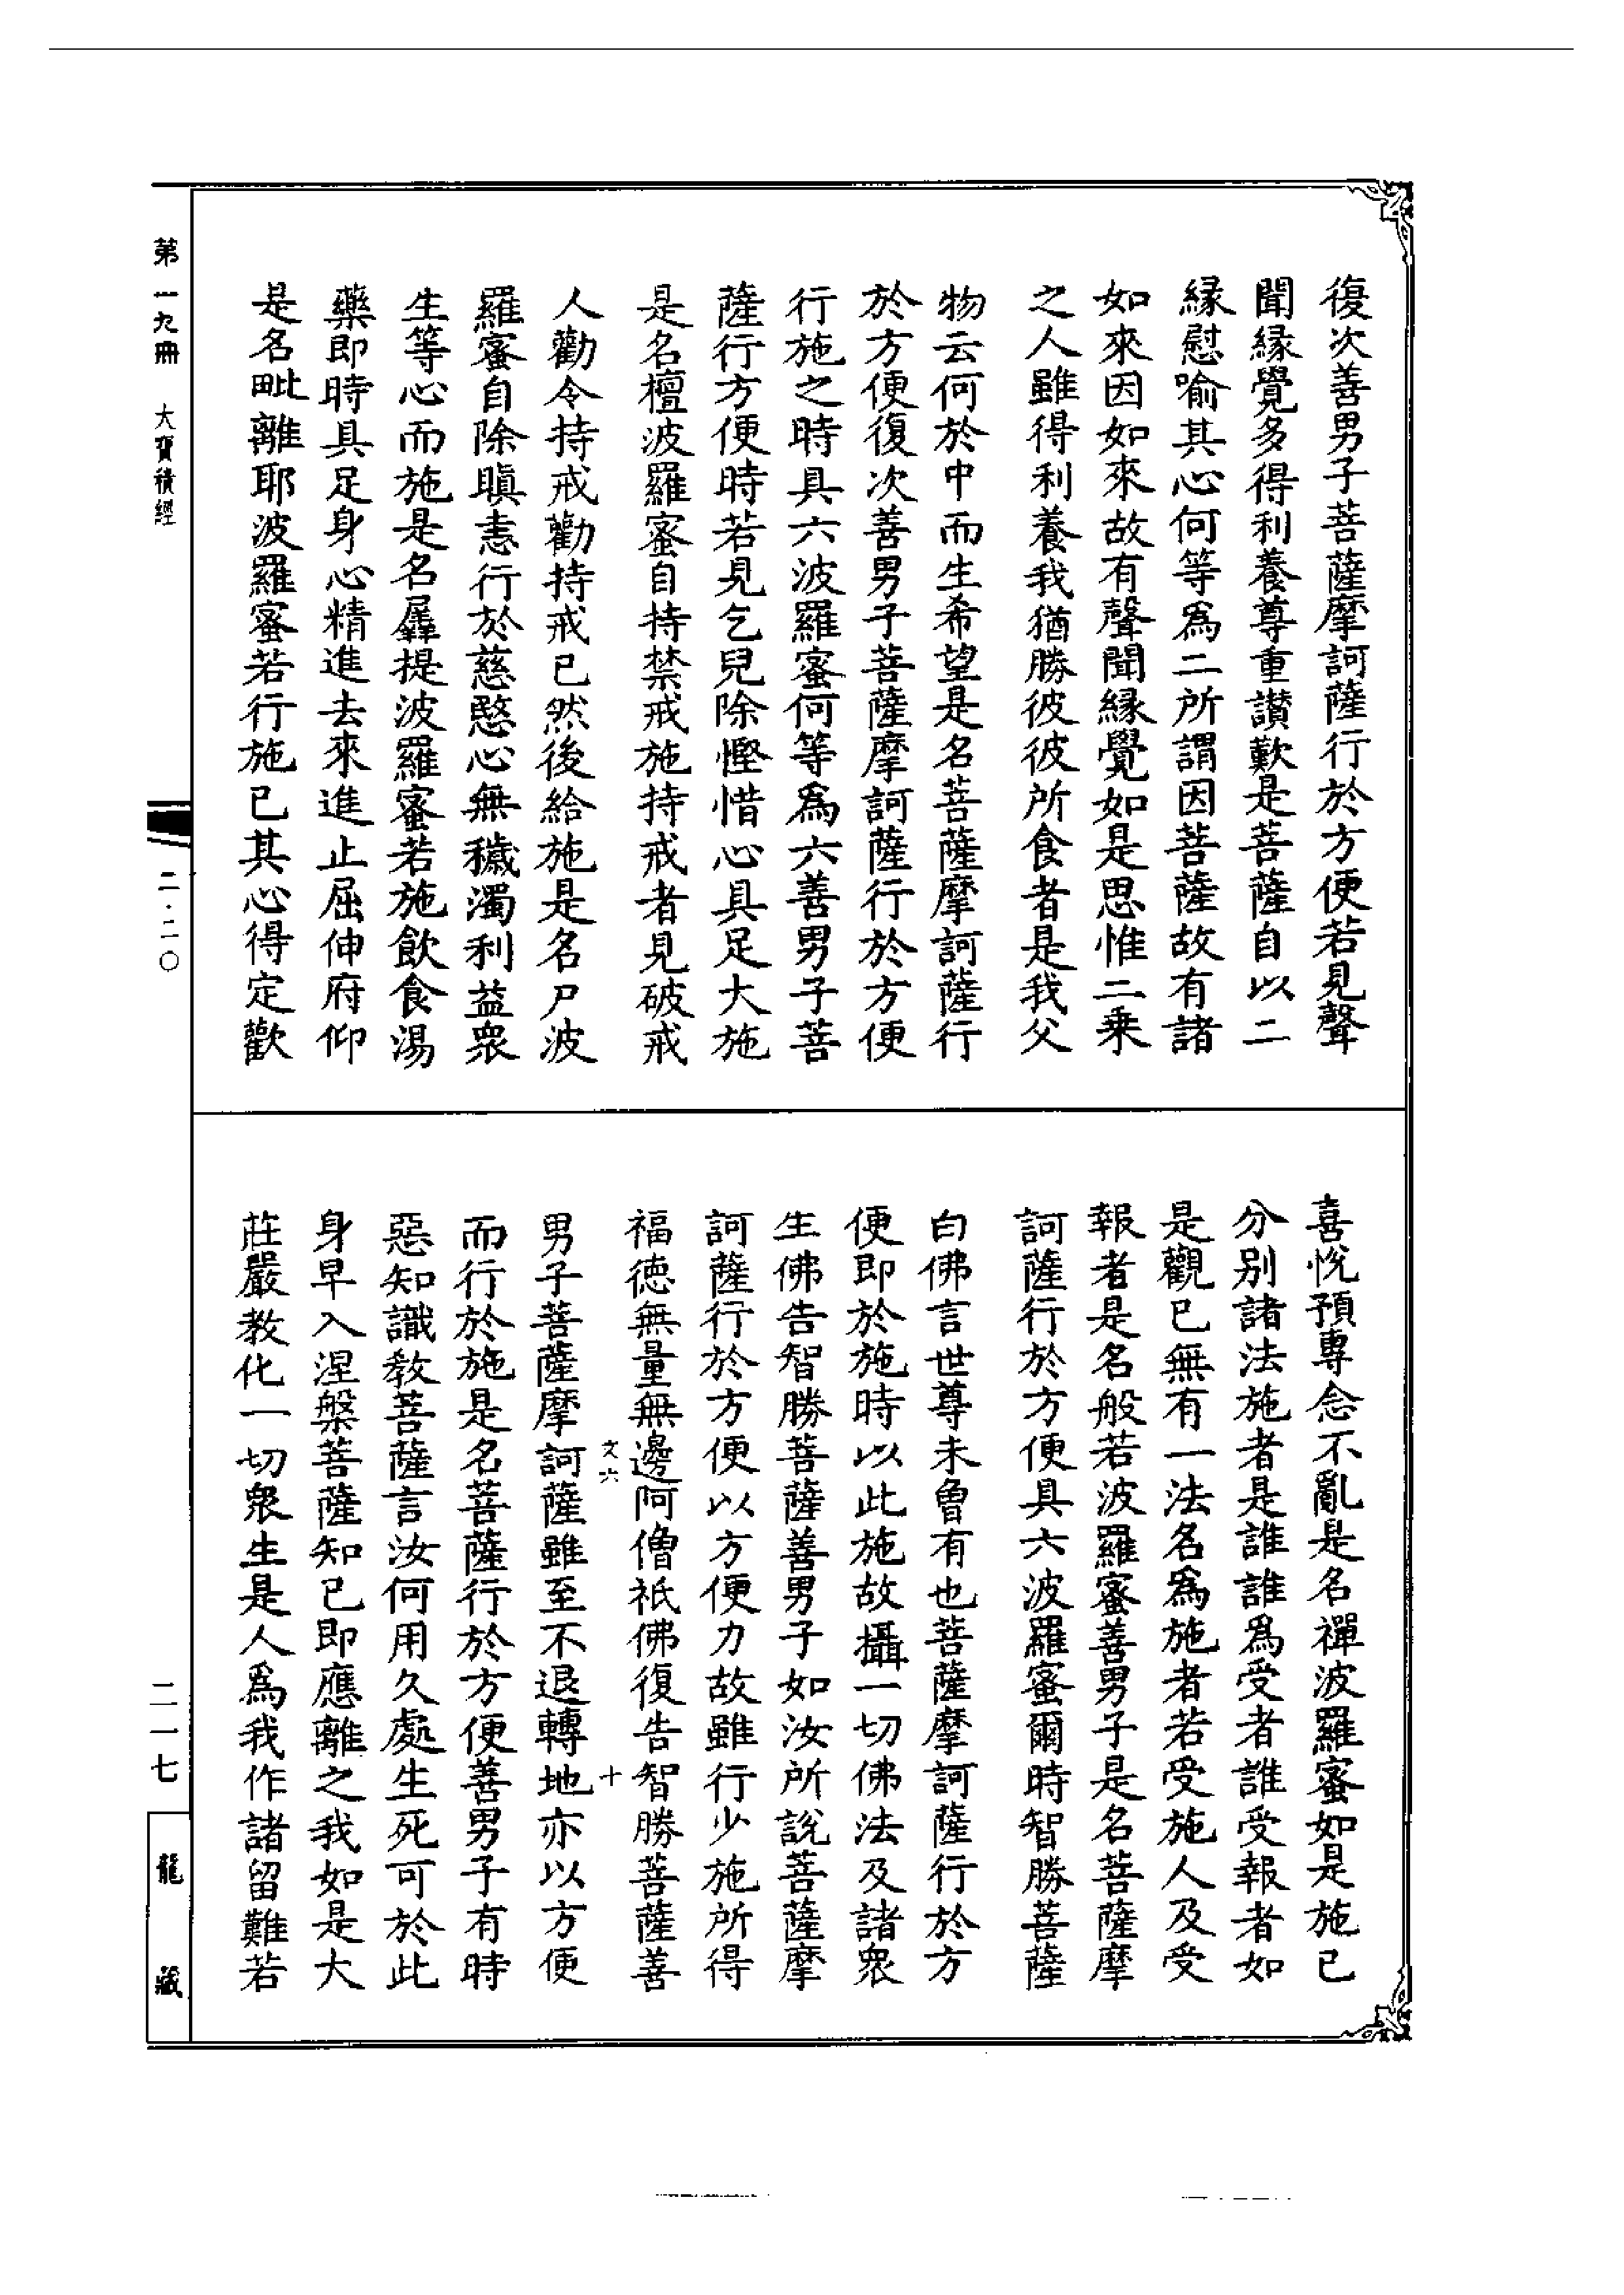 復次善男子菩薩摩訶薩行於方便若見聲
聞緣覺多得利養尊重讃歎是菩薩自以二
緣慰喻其心何等爲二所謂因菩薩故有諸
如來因如來故有聲聞緣覺如是思惟二乗
之人雖得利養我猶勝彼彼所食者是我父
物云何於中而生希望是名菩薩摩訶薩行
於方便復次善男子菩薩摩訶薩行於方便
行施之時具六波羅蜜何等爲六善男子菩
薩行方便時若見乞兒除慳惜心具足大施
是名檀波羅蜜自持禁戒施持戒者見破戒
人勸令持戒勸持戒已然後給施是名尸波
羅蜜自除瞋恚行於慈愍心無穢濁利益衆
生等心而施是名羼提波羅蜜若施飲食湯
藥即時具足身心精進去來進止屈伸府仰
是名毗離耶波羅蜜若行施已其心得定歡
喜悅預專念不亂是名禪波羅蜜如是施已
分別諸法施者是誰誰爲受者誰受報者如
是觀已無有一法名爲施者若受施人及受
報者是名般若波羅蜜善男子是名菩薩摩
訶薩行於方便具六波羅蜜爾時智勝菩薩
白佛言世尊未曾有也菩薩摩訶薩行於方
便即於施時以此施故攝一切佛法及諸衆
生佛告智勝菩薩善男子如汝所說菩薩摩
訶薩行於方便以方便力故雖行少施所得
福德無量無邊阿僧祇佛復告智勝菩薩善
文六 十
男子菩薩摩訶薩雖至不退轉地亦以方便
而行於施是名菩薩行於方便善男子有時
惡知識教菩薩言汝何用久處生死可於此
身早入涅槃菩薩知已即應離之我如是大
莊嚴教化一切衆生是人爲我作諸留難若
第一九冊 大寶積經
二·二〇
二一七
龍藏